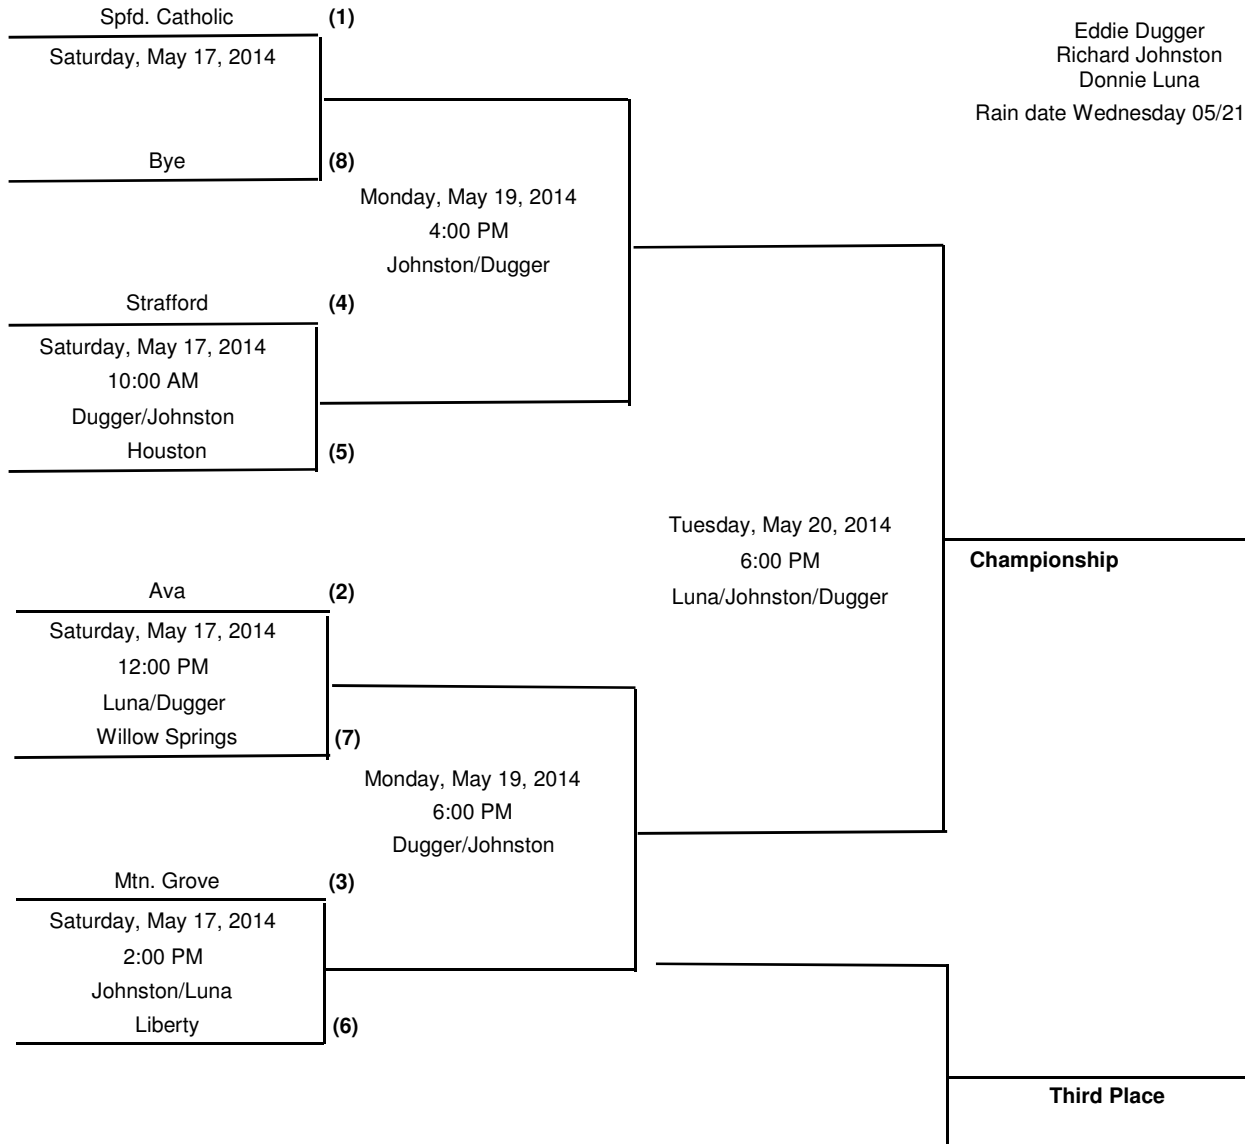 Spfd. Catholic (1)
Saturday, May 17, 2014
Bye (8)
Eddie Dugger
Richard Johnston
Donnie Luna
Rain date Wednesday 05/21
Monday, May 19, 2014
4:00 PM
Johnston/Dugger
Strafford (4)
Saturday, May 17, 2014
10:00 AM
Dugger/Johnston
Houston (5)
Tuesday, May 20, 2014
6:00 PM
Luna/Johnston/Dugger
Championship
Ava (2)
Saturday, May 17, 2014
12:00 PM
Luna/Dugger
Willow Springs (7)
Monday, May 19, 2014
6:00 PM
Dugger/Johnston
Mtn. Grove (3)
Saturday, May 17, 2014
2:00 PM
Johnston/Luna
Liberty (6)
Third Place